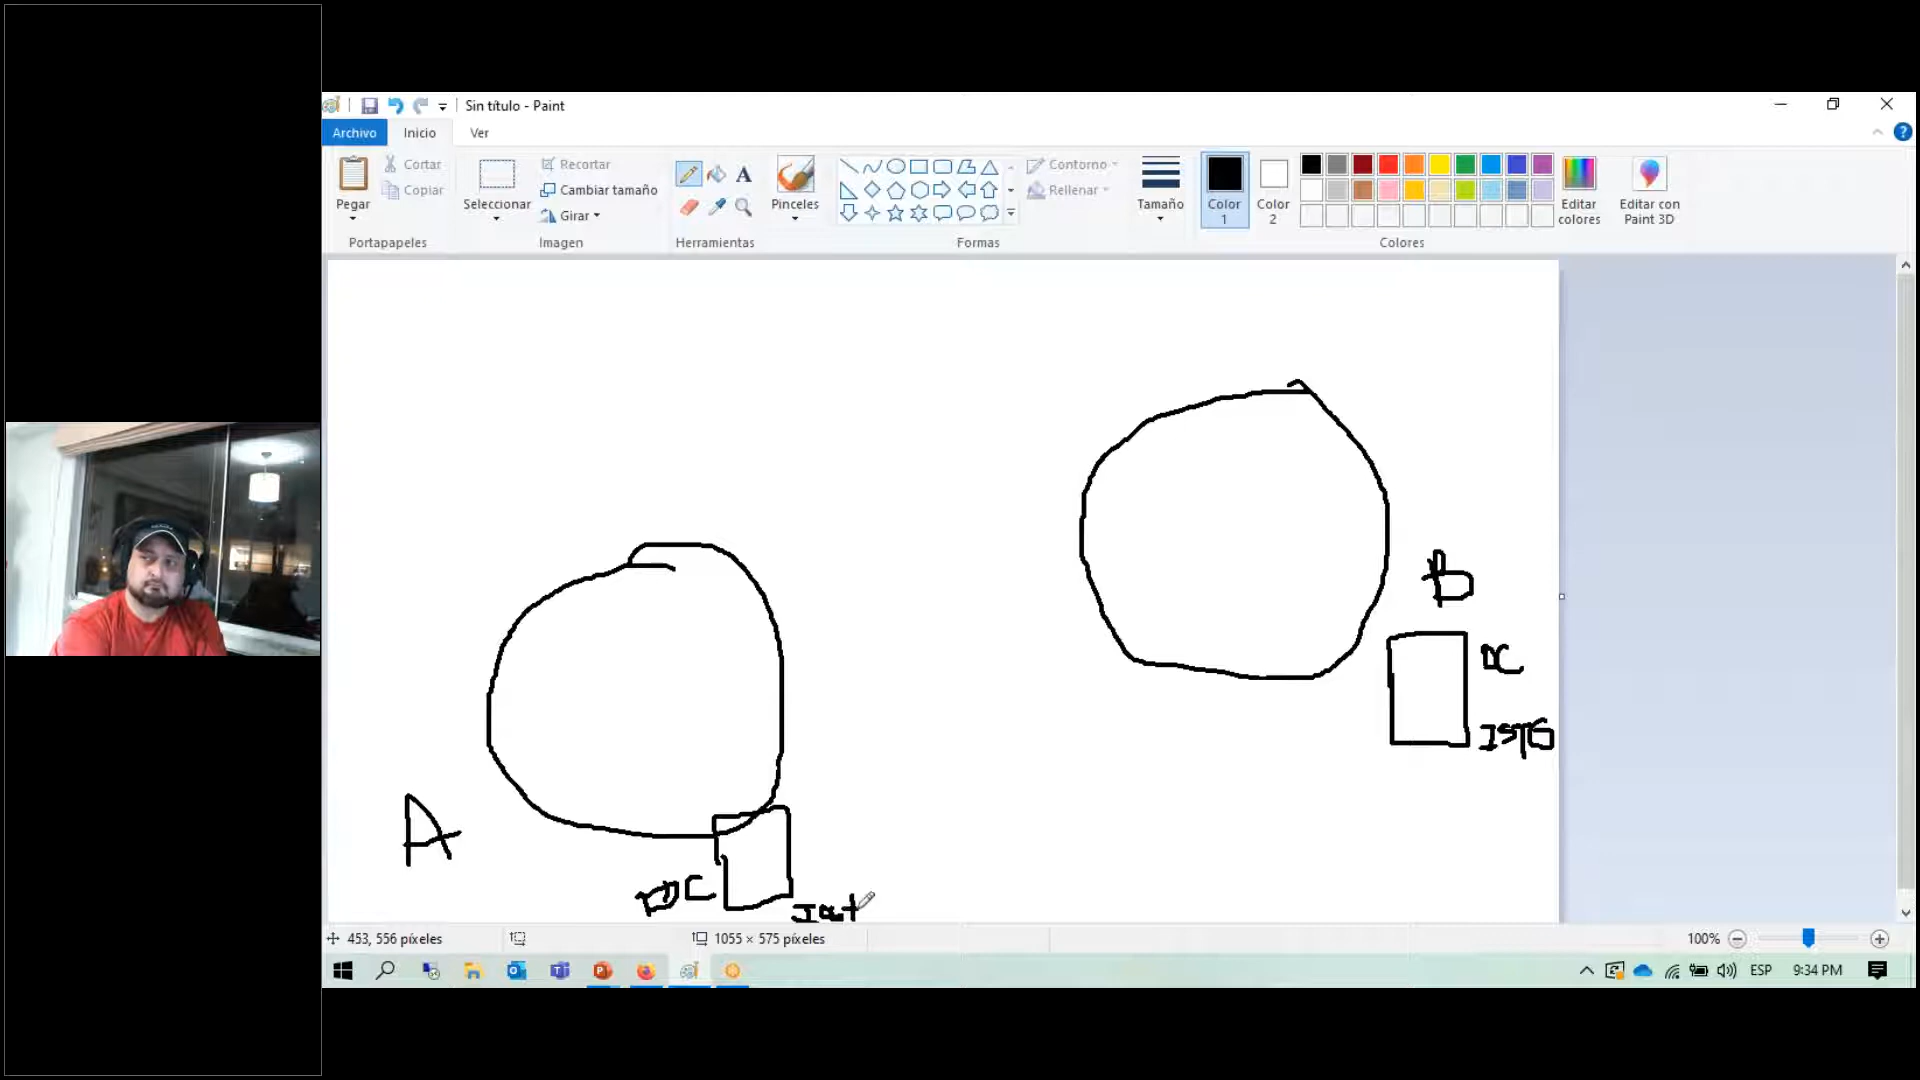 Sin título - Paint
Archivo Inicio Ver
Pegar
Cortar
Copiar
Portapapeles
Seleccionar
Recortar
Cambiar tamaño
Girar
Imagen
Herramientas
Pinceles
Formas
Contorno
Rellenar
Tamaño
Color 1
Color 2
Editar colores
Editar con Paint 3D
Colores
B
DC
ISTG
A
DC
453, 556 píxeles
1055 × 575 píxeles
100%
ESP
9:34 PM